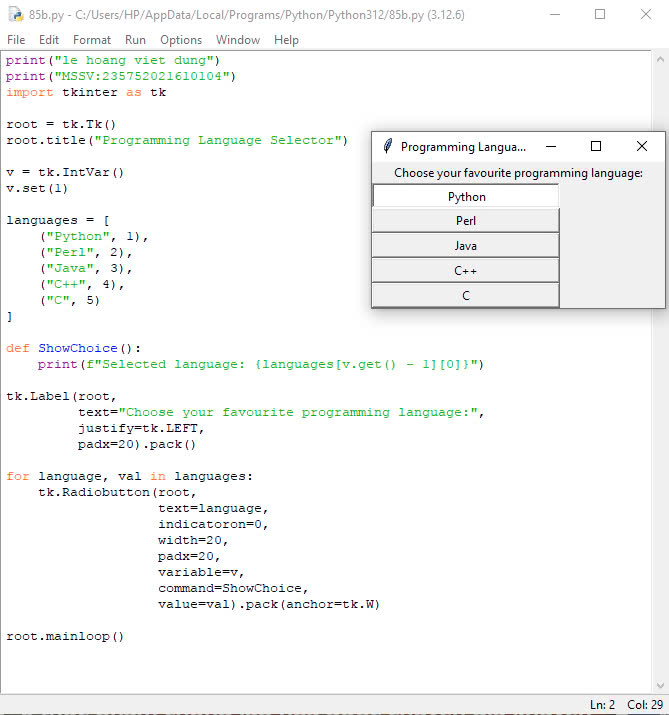 85b.py - C:/Users/HP/AppData/Local/Programs/Python/Python312/85b.py (3.12.6)
File Edit Format Run Options Window Help
print("le hoang viet dung")
print("MSSV:235752021610104")
import tkinter as tk
root = tk.Tk()
root.title("Programming Language Selector")
v = tk.IntVar()
v.set(1)
languages = [
    ("Python", 1),
    ("Perl", 2),
    ("Java", 3),
    ("C++", 4),
    ("C", 5)
]
def ShowChoice():
    print(f"Selected language: {languages[v.get() - 1][0]}")
tk.Label(root,
         text="Choose your favourite programming language:",
         justify=tk.LEFT,
         padx=20).pack()
for language, val in languages:
    tk.Radiobutton(root,
                   text=language,
                   indicatoron=0,
                   width=20,
                   padx=20,
                   variable=v,
                   command=ShowChoice,
                   value=val).pack(anchor=tk.W)
root.mainloop()
Programming Langua...
Choose your favourite programming language:
Python
Perl
Java
C++
C
Ln: 2 Col: 29